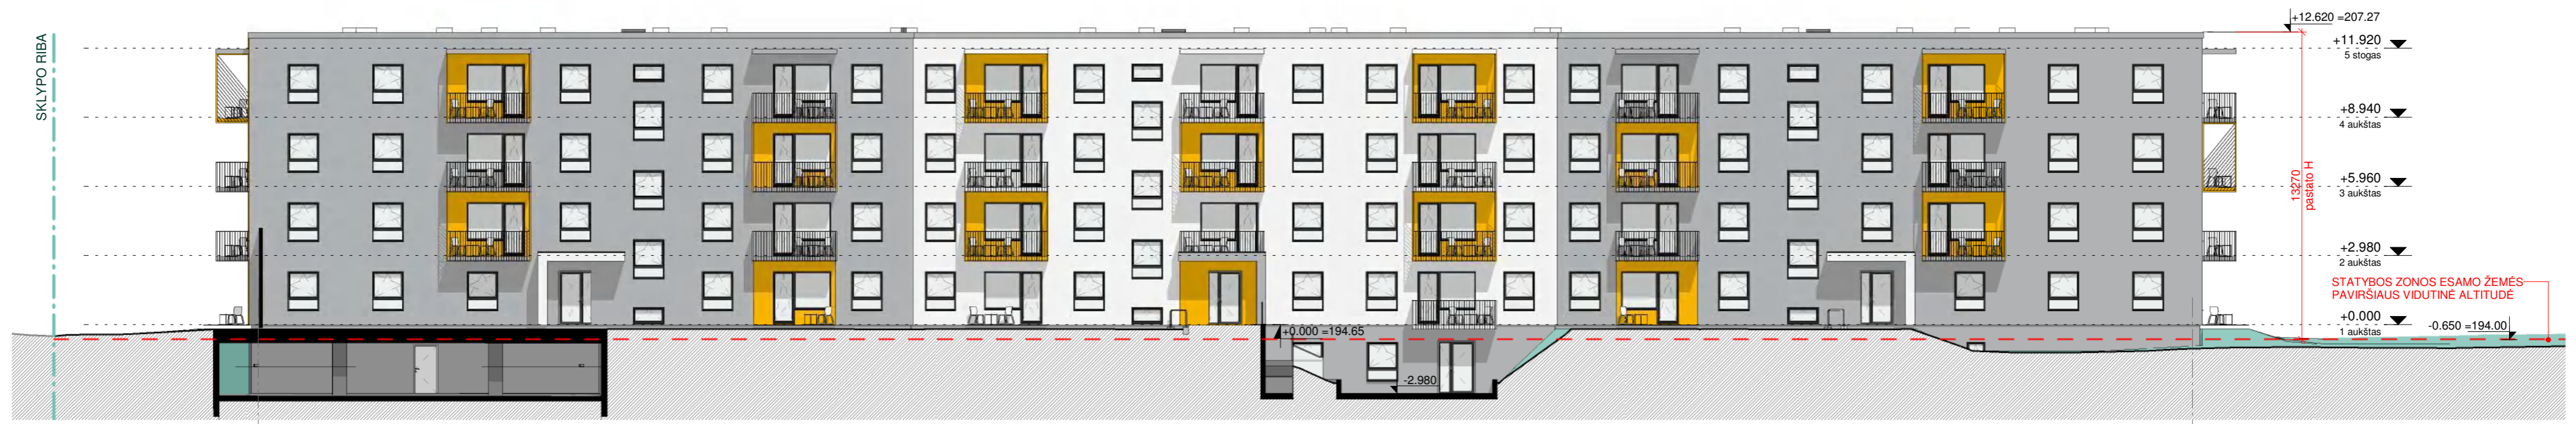 SKLYPO RIBA
+12.620 =207.27
+11.920
5 stogas
+8.940
4 aukštas
13270
pastato H
+5.960
3 aukštas
+2.980
2 aukštas
STATYBOS ZONOS ESAMO ŽEMĖS
PAVIRŠIAUS VIDUTINĖ ALTITUDĖ
+0.000
1 aukštas
-0.650 =194.00
+0.000 =194.65
-2.980